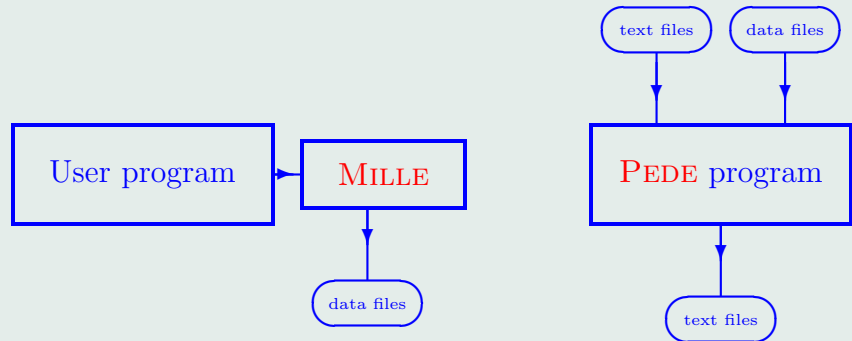 text files
data files
User program
MILLE
PEDE program
data files
text files